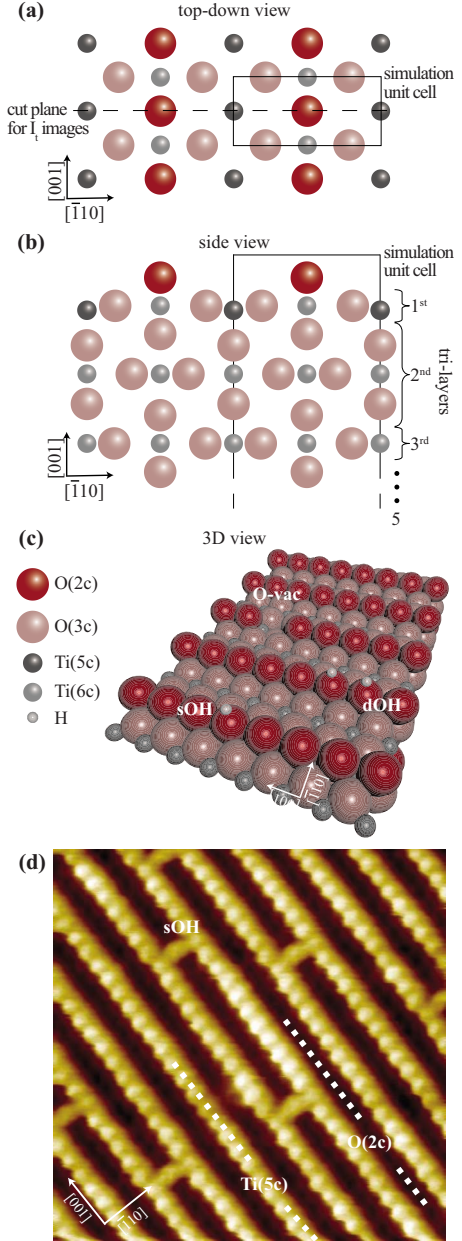 (a)
top-down view
simulation
unit cell
cut plane
for Iₜ images
[001]
[1̅10]
(b)
side view
simulation
unit cell
1ˢᵗ
2ⁿᵈ
tri-layers
3ʳᵈ
5
[001]
[1̅10]
(c)
3D view
O(2c)
O(3c)
Ti(5c)
Ti(6c)
H
O-vac
sOH
dOH
[1̅10]
(d)
sOH
O(2c)
Ti(5c)
[001]
[1̅10]